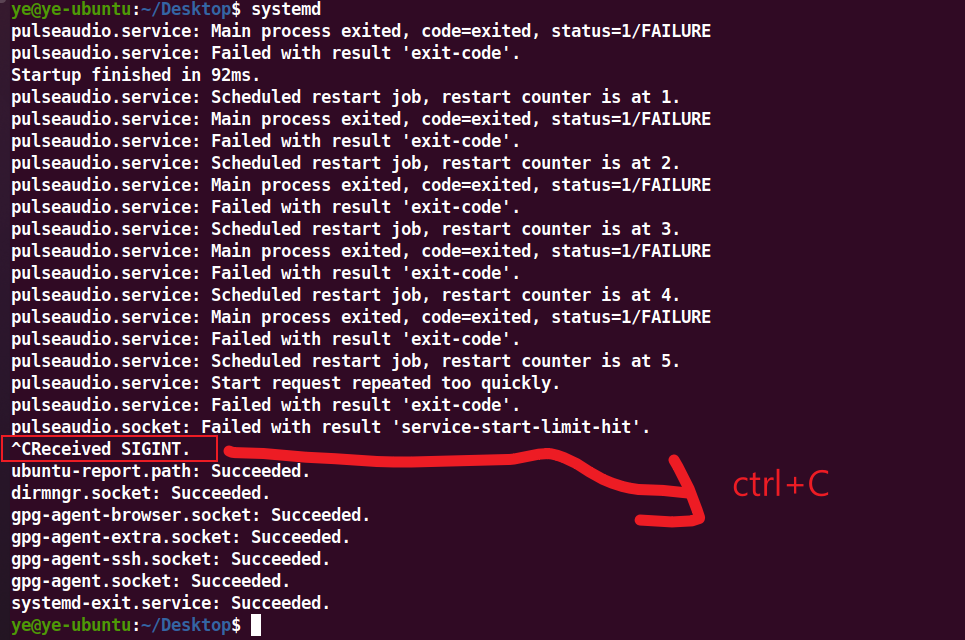 ye@ye-ubuntu:~/Desktop$ systemd
pulseaudio.service: Main process exited, code=exited, status=1/FAILURE
pulseaudio.service: Failed with result 'exit-code'.
Startup finished in 92ms.
pulseaudio.service: Scheduled restart job, restart counter is at 1.
pulseaudio.service: Main process exited, code=exited, status=1/FAILURE
pulseaudio.service: Failed with result 'exit-code'.
pulseaudio.service: Scheduled restart job, restart counter is at 2.
pulseaudio.service: Main process exited, code=exited, status=1/FAILURE
pulseaudio.service: Failed with result 'exit-code'.
pulseaudio.service: Scheduled restart job, restart counter is at 3.
pulseaudio.service: Main process exited, code=exited, status=1/FAILURE
pulseaudio.service: Failed with result 'exit-code'.
pulseaudio.service: Scheduled restart job, restart counter is at 4.
pulseaudio.service: Main process exited, code=exited, status=1/FAILURE
pulseaudio.service: Failed with result 'exit-code'.
pulseaudio.service: Scheduled restart job, restart counter is at 5.
pulseaudio.service: Start request repeated too quickly.
pulseaudio.service: Failed with result 'exit-code'.
pulseaudio.socket: Failed with result 'service-start-limit-hit'.
^CReceived SIGINT.
ubuntu-report.path: Succeeded.
ctrl+C
dirmngr.socket: Succeeded.
gpg-agent-browser.socket: Succeeded.
gpg-agent-extra.socket: Succeeded.
gpg-agent-ssh.socket: Succeeded.
gpg-agent.socket: Succeeded.
systemd-exit.service: Succeeded.
ye@ye-ubuntu:~/Desktop$